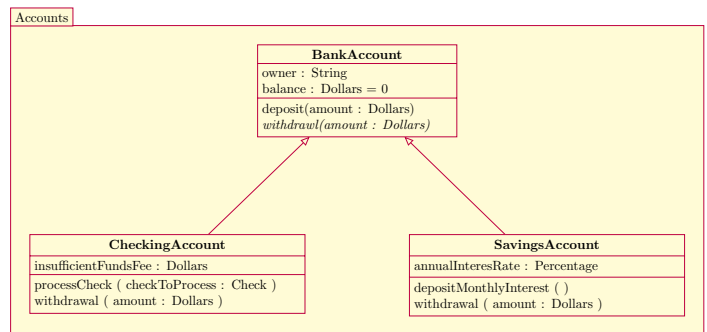 Accounts
BankAccount
owner : String
balance : Dollars = 0
deposit(amount : Dollars)
withdrawl(amount : Dollars)
CheckingAccount
insufficientFundsFee : Dollars
processCheck ( checkToProcess : Check )
withdrawal ( amount : Dollars )
SavingsAccount
annualInteresRate : Percentage
depositMonthlyInterest ( )
withdrawal ( amount : Dollars )